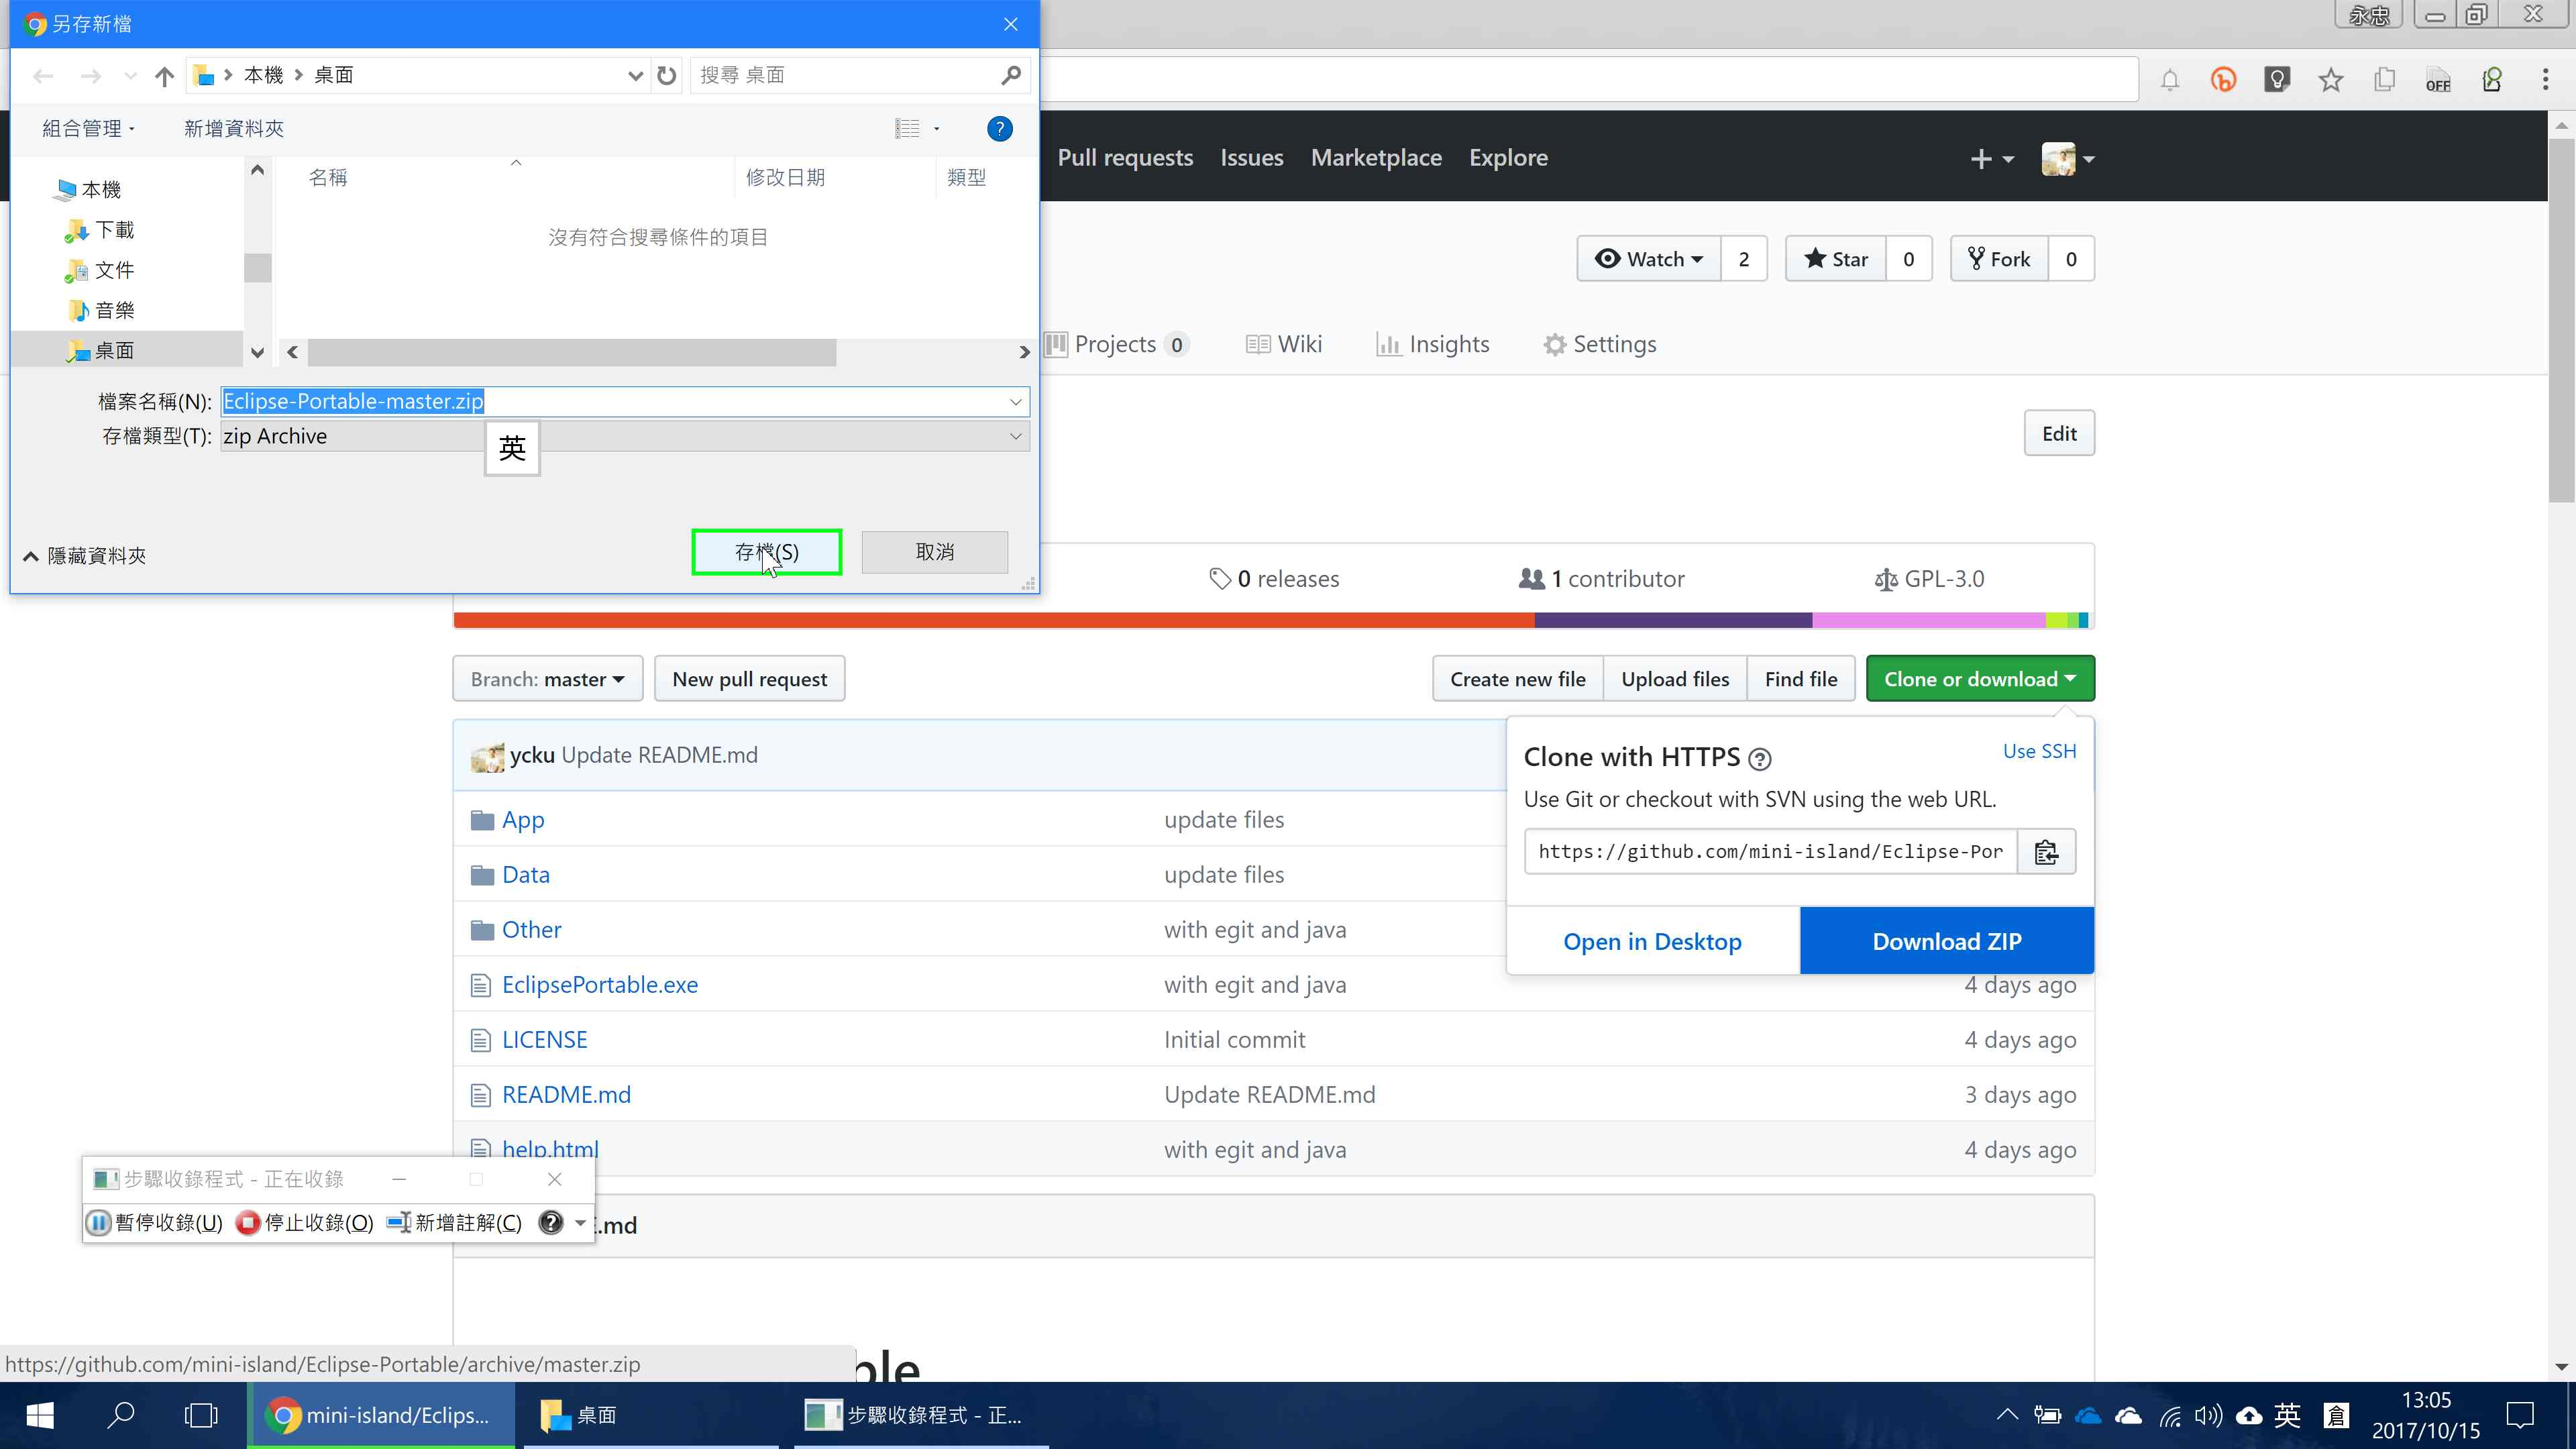 另存新檔
永忠
本機 桌面
搜尋 桌面
OFF
組合管理
新增資料夾
Pull requests Issues Marketplace Explore
名稱
修改日期
類型
本機
下載
文件
音樂
桌面
沒有符合搜尋條件的項目
Watch 2
Star 0
Fork 0
Projects 0
Wiki
Insights
Settings
檔案名稱(N): Eclipse-Portable-master.zip
存檔類型(T): zip Archive
英
Edit
隱藏資料夾
存檔(S)
取消
0 releases
1 contributor
GPL-3.0
Branch: master
New pull request
Create new file
Upload files
Find file
Clone or download
ycku Update README.md
Clone with HTTPS
Use SSH
Use Git or checkout with SVN using the web URL.
https://github.com/mini-island/Eclipse-Por
Open in Desktop
Download ZIP
App update files
Data update files
Other with egit and java
EclipsePortable.exe with egit and java 4 days ago
LICENSE Initial commit 4 days ago
README.md Update README.md 3 days ago
help.html with egit and java 4 days ago
步驟收錄程式 - 正在收錄
暫停收錄(U) 停止收錄(O) 新增註解(C)
E.md
ble
https://github.com/mini-island/Eclipse-Portable/archive/master.zip
mini-island/Eclips...
桌面
步驟收錄程式 - 正...
英
倉
13:05
2017/10/15